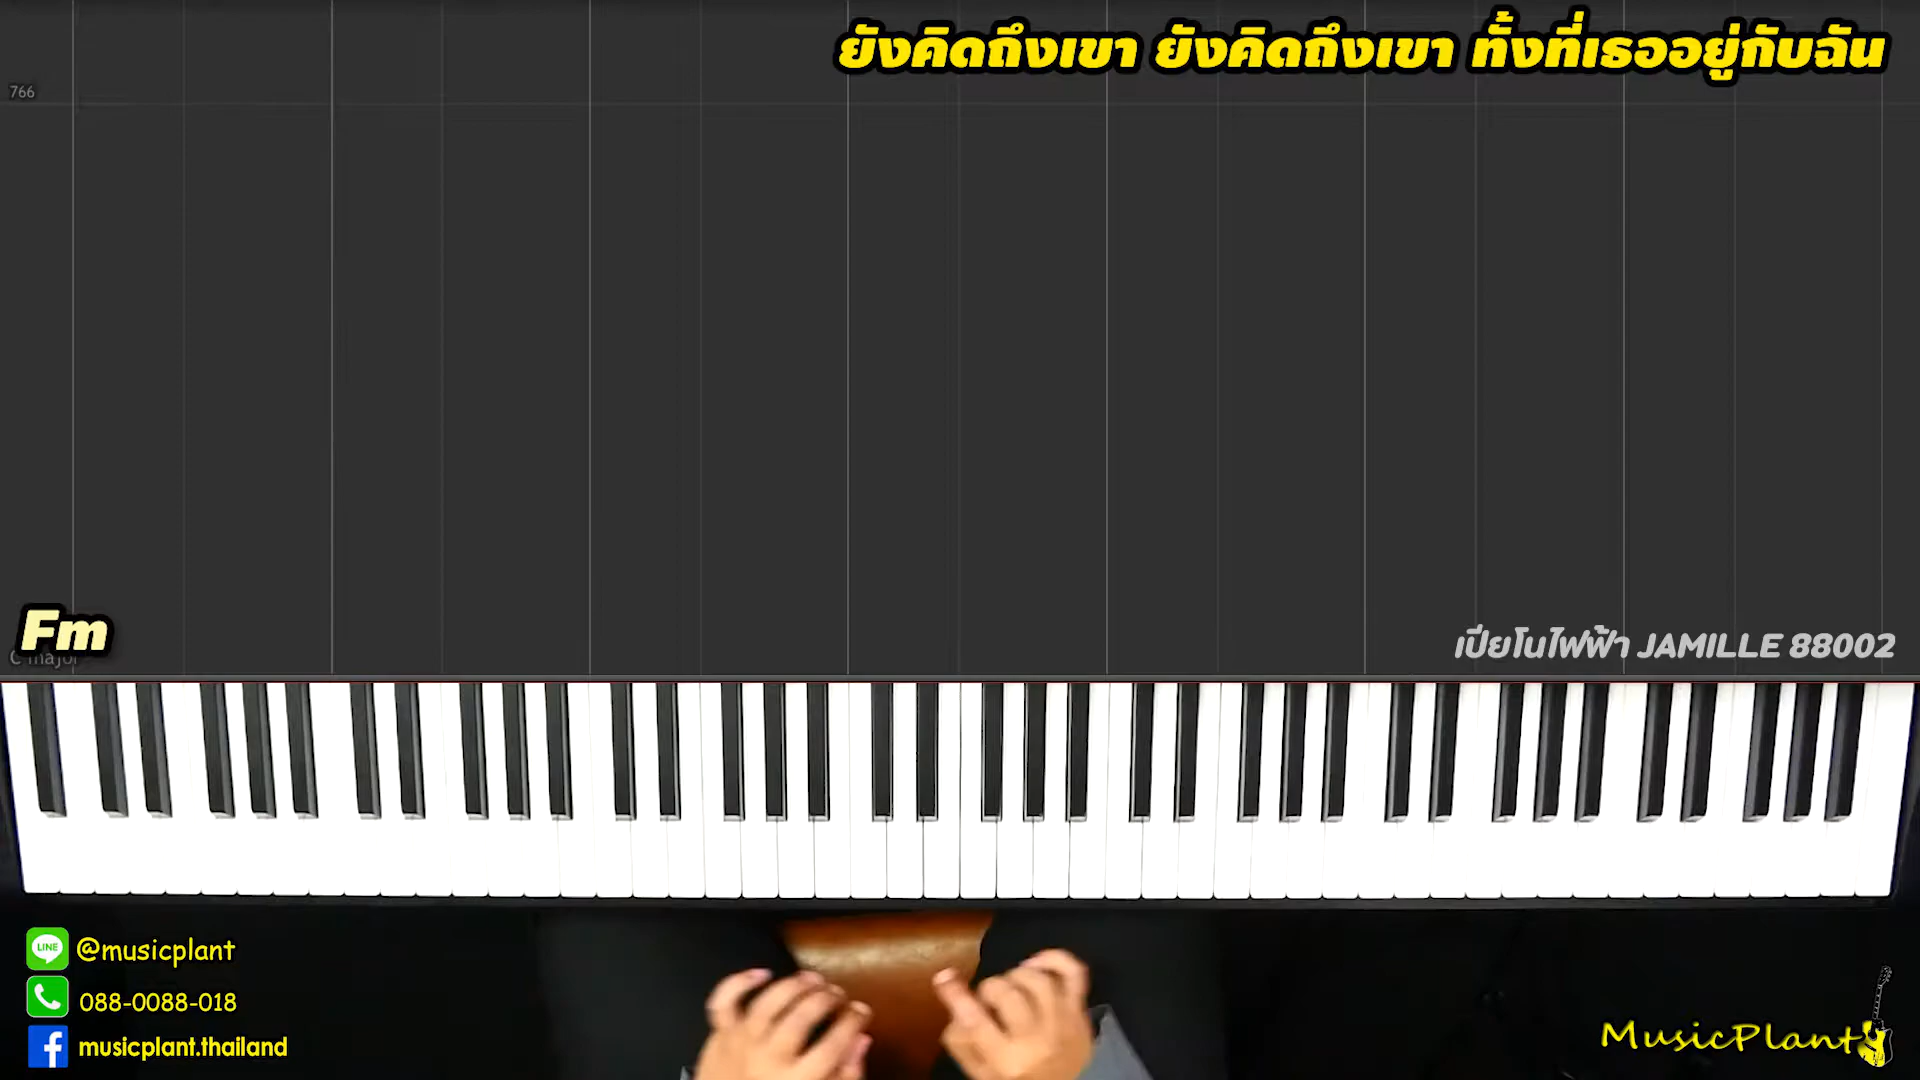 ยังคิดถึงเขา ยังคิดถึงเขา ทั้งที่เธออยู่กับฉัน
766
Fm
C major
เปียโนไฟฟ้า JAMILLE 88002
LINE @musicplant
088-0088-018
musicplant.thailand
MusicPlant